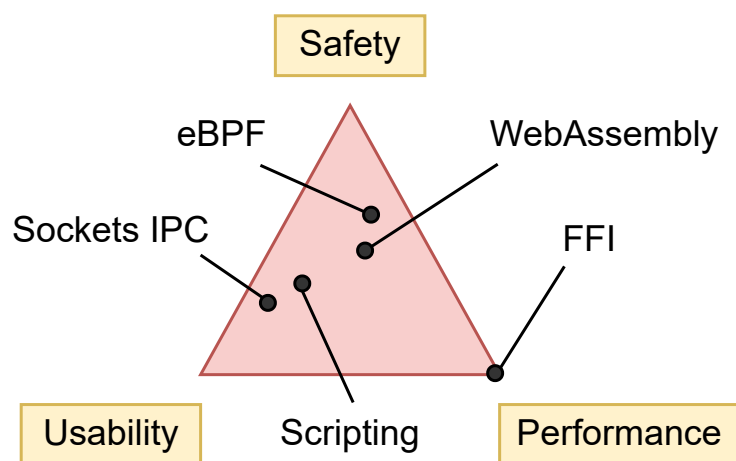 Safety
eBPF
WebAssembly
Sockets IPC
FFI
Usability
Scripting
Performance